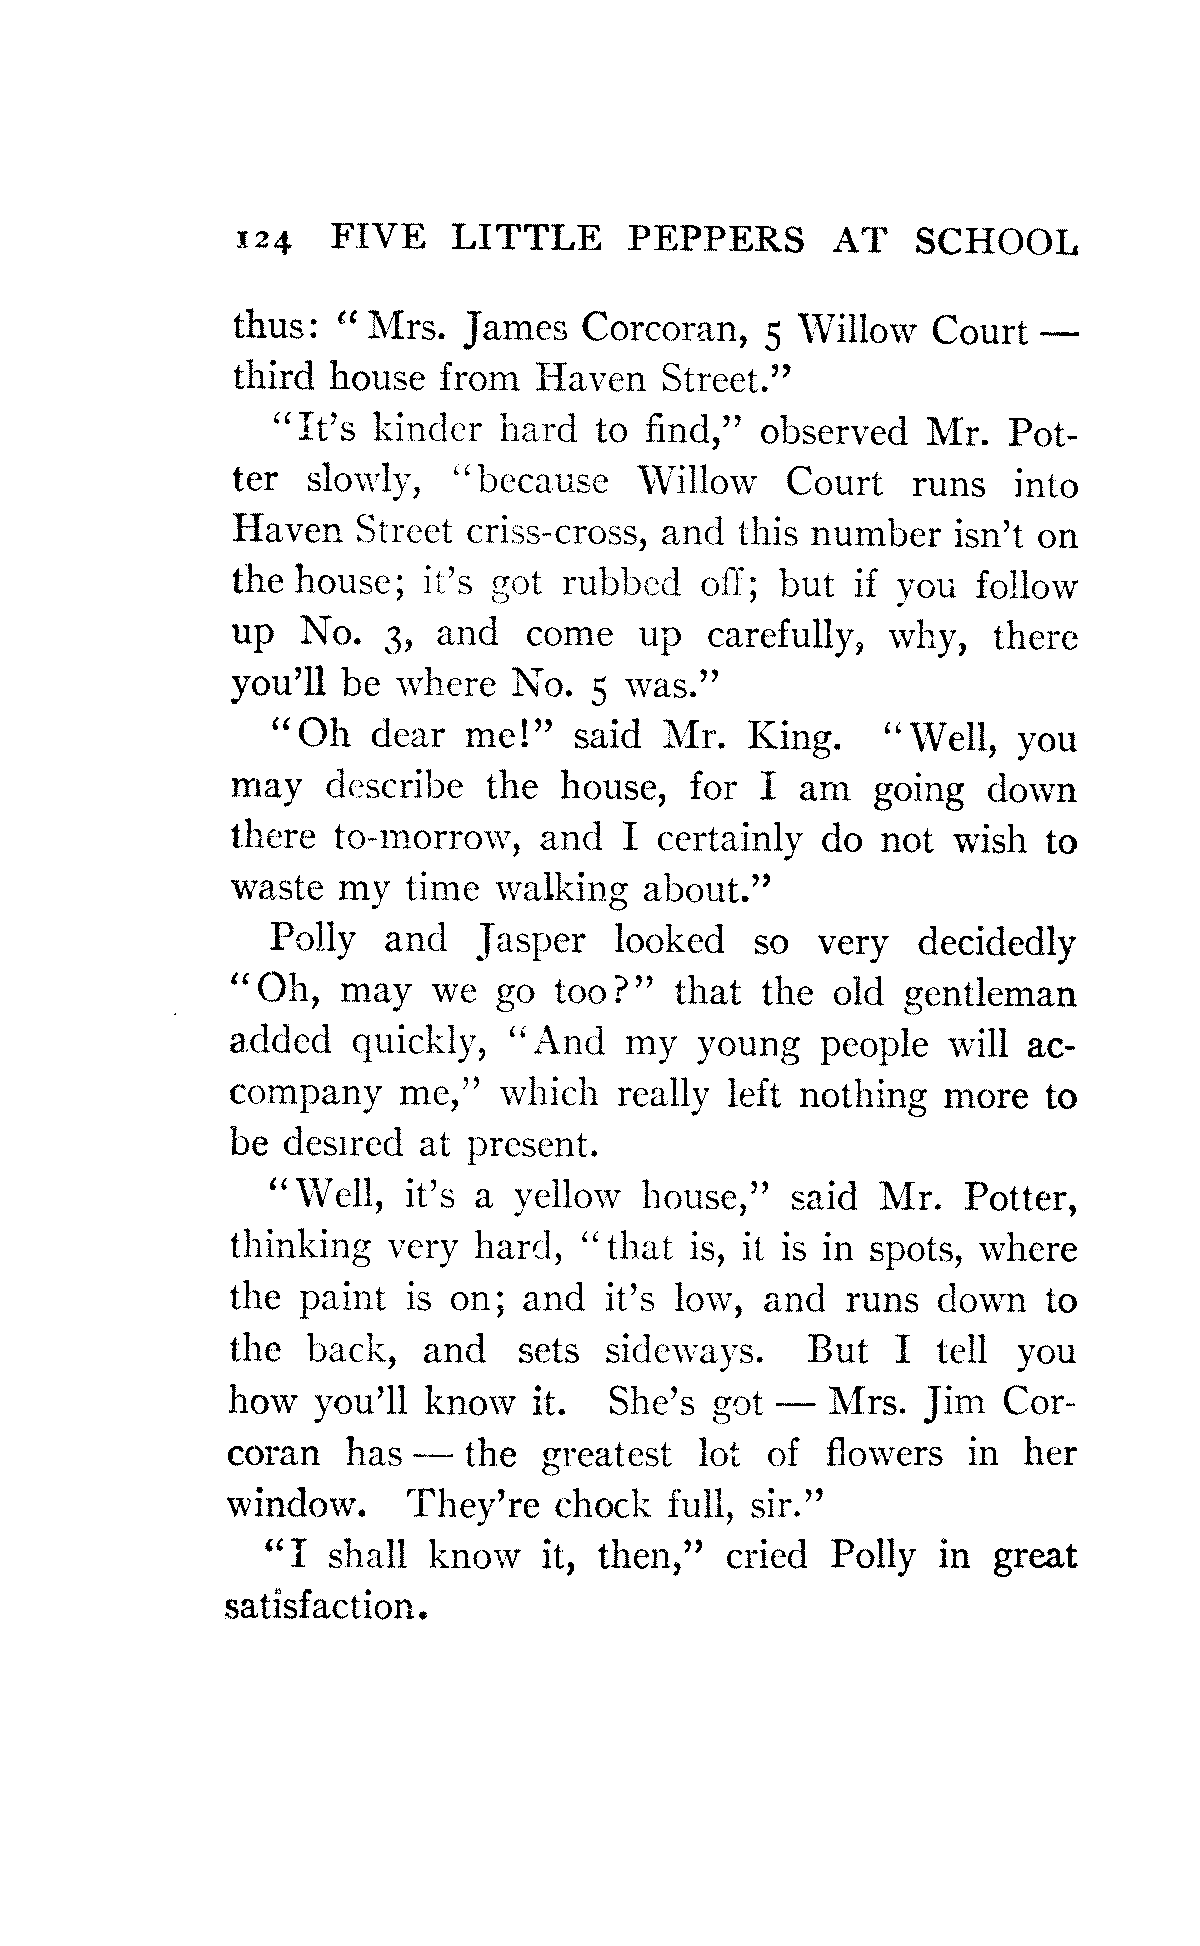 124 FIVE LITTLE PEPPERS AT SCHOOL
thus: “Mrs. James Corcoran, 5 Willow Court —
third house from Haven Street.”
“It’s kinder hard to find,” observed Mr. Pot-
ter slowly, “because Willow Court runs into
Haven Street criss-cross, and this number isn’t on
the house; it’s got rubbed off; but if you follow
up No. 3, and come up carefully, why, there
you’ll be where No. 5 was.”
“Oh dear me!” said Mr. King. “Well, you
may describe the house, for I am going down
there to-morrow, and I certainly do not wish to
waste my time walking about.”
Polly and Jasper looked so very decidedly
“Oh, may we go too?” that the old gentleman
added quickly, “And my young people will ac-
company me,” which really left nothing more to
be desired at present.
“Well, it’s a yellow house,” said Mr. Potter,
thinking very hard, “that is, it is in spots, where
the paint is on; and it’s low, and runs down to
the back, and sets sideways. But I tell you
how you’ll know it. She’s got — Mrs. Jim Cor-
coran has — the greatest lot of flowers in her
window. They’re chock full, sir.”
“I shall know it, then,” cried Polly in great
satisfaction.